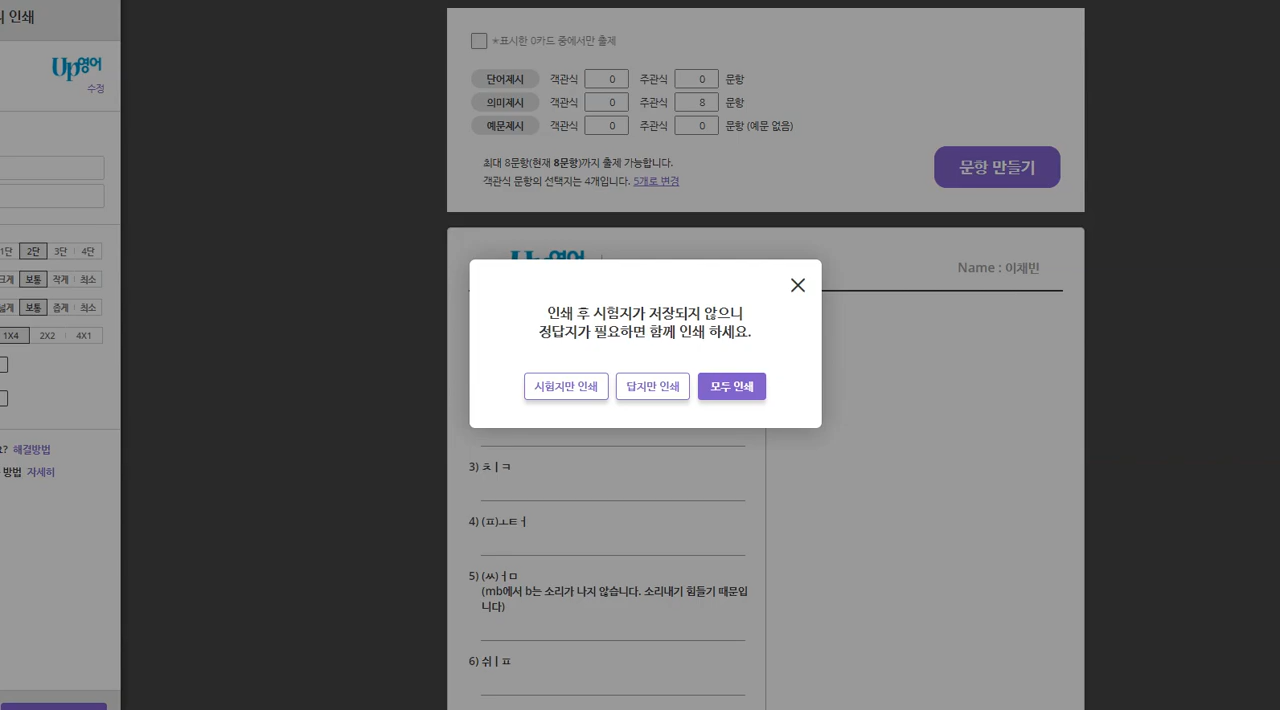 인쇄
Up영어
수정
1단 2단 3단 4단
크게 보통 작게 최소
넓게 보통 좁게 최소
1X4 2X2 4X1
? 해결방법
방법 자세히
*표시한 0카드 중에서만 출제
단어제시 객관식 0 주관식 0 문항
의미제시 객관식 0 주관식 8 문항
예문제시 객관식 0 주관식 0 문항 (예문 없음)
최대 8문항(현재 8문항)까지 출제 가능합니다.
객관식 문항의 선택지는 4개입니다. 5개로 변경
문항 만들기
Up영어
Name : 이채빈
인쇄 후 시험지가 저장되지 않으니
정답지가 필요하면 함께 인쇄 하세요.
시험지만 인쇄 답지만 인쇄 모두 인쇄
3) ㅊㅣㅋ
4) (ㅍ)ㅗㅌㅓ
5) (ㅆ)ㅓㅁ
(mb에서 b는 소리가 나지 않습니다. 소리내기 힘들기 때문입
니다)
6) 쉬ㅣㅍ